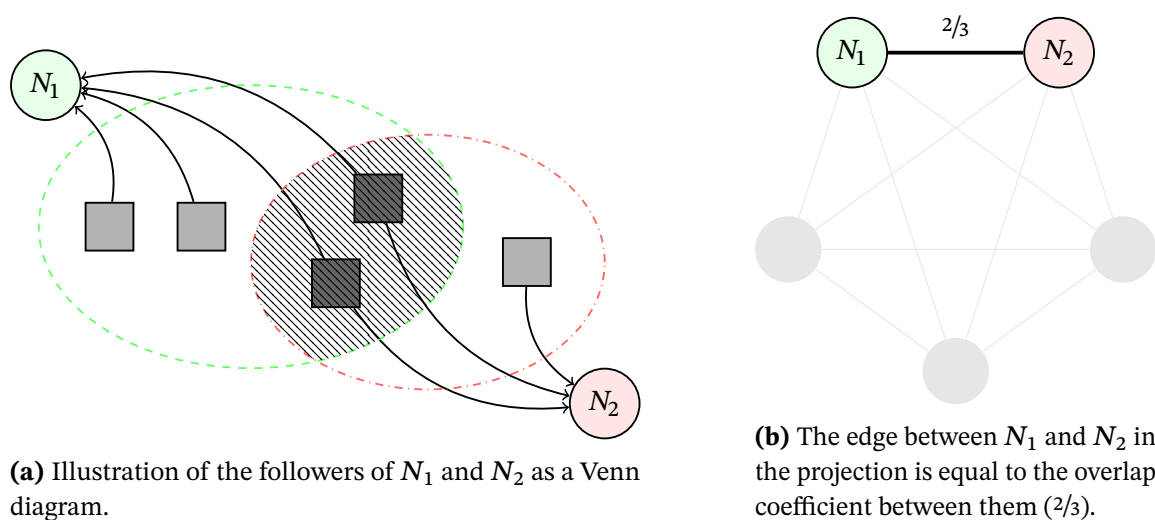 N₁
N₂
(a) Illustration of the followers of N₁ and N₂ as a Venn
diagram.
N₁
2/3
N₂
(b) The edge between N₁ and N₂ in
the projection is equal to the overlap
coefficient between them (2/3).